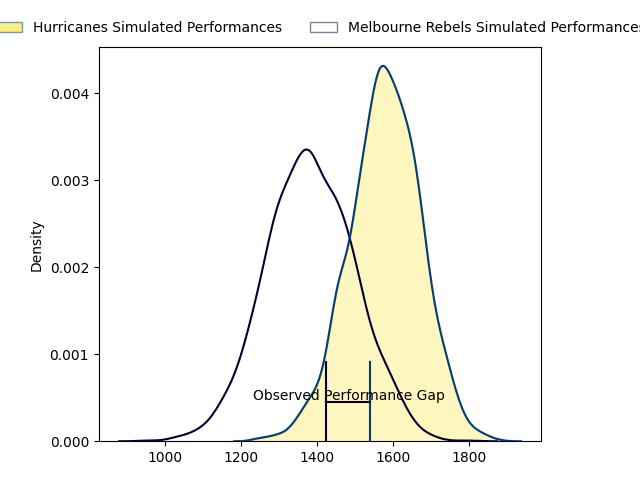 Hurricanes Simulated Performances
Melbourne Rebels Simulated Performances
0.004
0.003
0.002
0.001
0.000
Density
Observed Performance Gap
1000 1200 1400 1600 1800